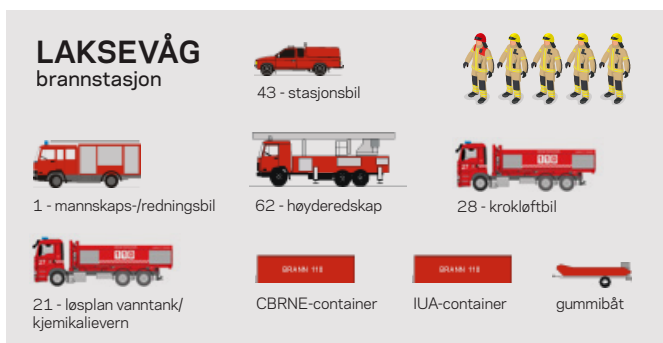 LAKSEVÅG
brannstasjon
43 - stasjonsbil
1 - mannskaps-/redningsbil
62 - høyderedskap
110
28 - krokløftbil
110
21 - løsplan vanntank/
kjemikalievern
BRANN 110
CBRNE-container
BRANN 110
IUA-container
gummibåt